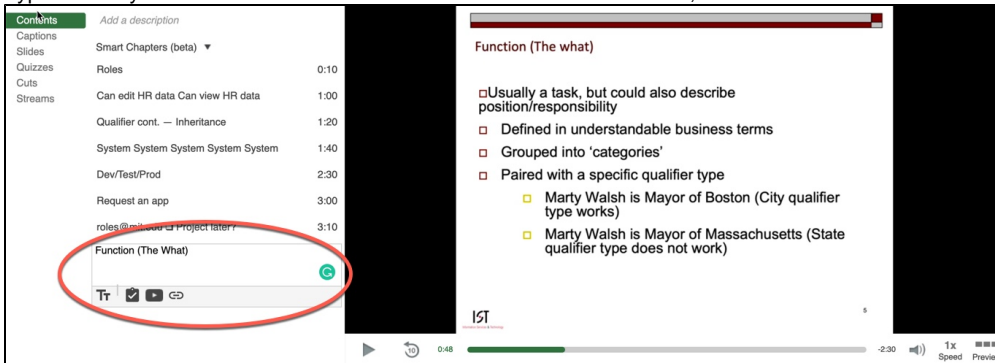 Contents
Captions
Slides
Quizzes
Cuts
Streams
Add a description
Smart Chapters (beta) ▼
Roles 0:10
Can edit HR data Can view HR data 1:00
Qualifier cont. — Inheritance 1:20
System System System System System 1:40
Dev/Test/Prod 2:30
Request an app 3:00
Project later? 3:10
Function (The What)
Tт
Function (The what)
Usually a task, but could also describe
position/responsibility
Defined in understandable business terms
Grouped into ‘categories’
Paired with a specific qualifier type
Marty Walsh is Mayor of Boston (City qualifier
type works)
Marty Walsh is Mayor of Massachusetts (State
qualifier type does not work)
IST
5
10
0:48
-2:30
1x
Speed